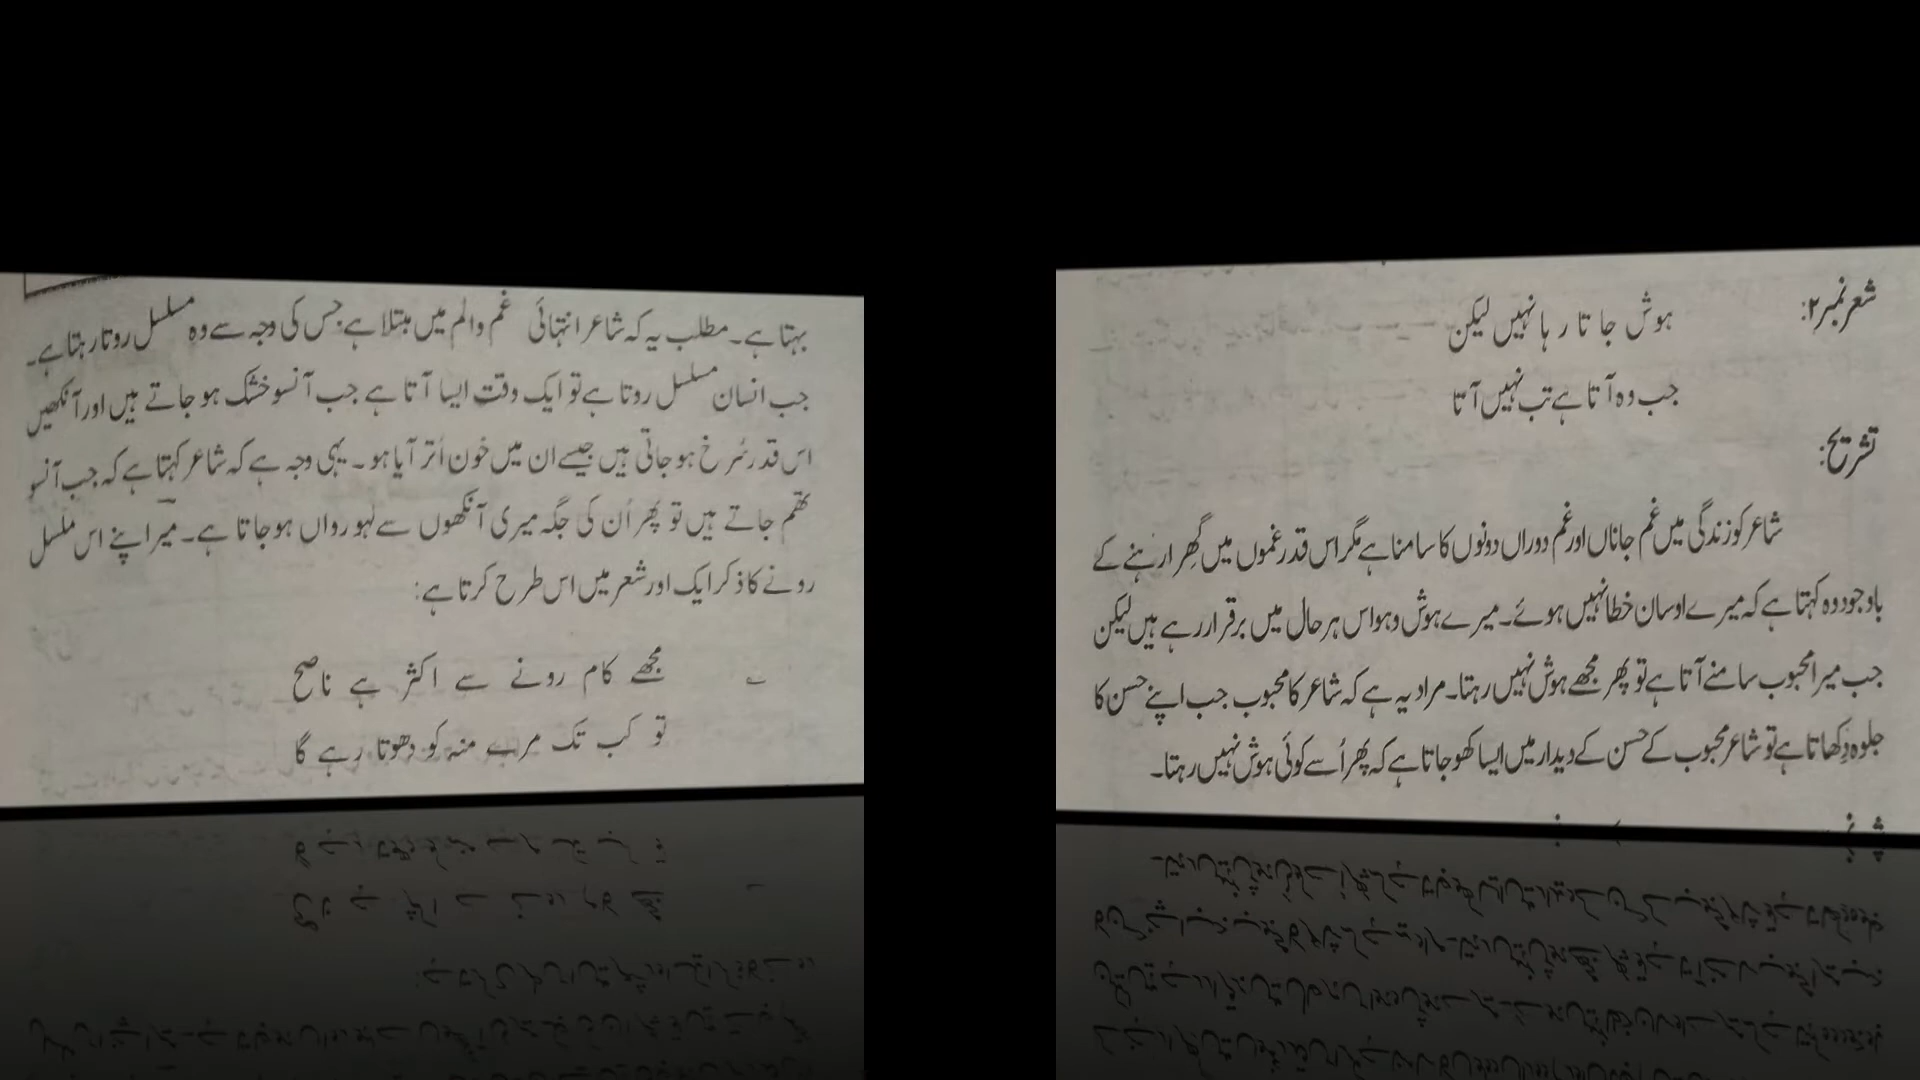 بہتا ہے۔ مطلب یہ کہ شاعر انتہائی غم والم میں مبتلا ہے جس کی وجہ سے وہ مسلسل روتا رہتا ہے۔
جب انسان مسلسل روتا ہے تو ایک وقت ایسا آتا ہے جب آنسو خشک ہو جاتے ہیں اور آنکھیں
اس قدر سُرخ ہو جاتی ہیں جیسے ان میں خون اُتر آیا ہو۔ یہی وجہ ہے کہ شاعر کہتا ہے کہ جب آنسو
تھم جاتے ہیں تو پھر اُن کی جگہ میری آنکھوں سے لہو رواں ہو جاتا ہے۔ میر اپنے اس مسلسل
رونے کا ذکر ایک اور شعر میں اس طرح کرتا ہے:
مجھے کام رونے سے اکثر ہے ناصح
تو کب تک مرے منہ کو دھوتا رہے گا
شعر نمبر ۲:
ہوش جاتا رہا نہیں لیکن
جب وہ آتا ہے تب نہیں آتا
تشریح:
شاعر کو زندگی میں غم جاناں اور غم دوراں دونوں کا سامنا ہے مگر اس قدر غموں میں گھِرا رہنے کے
باوجود وہ کہتا ہے کہ میرے اوسان خطا نہیں ہوئے۔ میرے ہوش وہواس ہر حال میں برقرار رہے ہیں لیکن
جب میرا محبوب سامنے آتا ہے تو پھر مجھے ہوش نہیں رہتا۔ مراد یہ ہے کہ شاعر کا محبوب جب اپنے حسن کا
جلوہ دِکھاتا ہے تو شاعر محبوب کے حسن کے دیدار میں ایسا کھو جاتا ہے کہ پھر اُسے کوئی ہوش نہیں رہتا۔